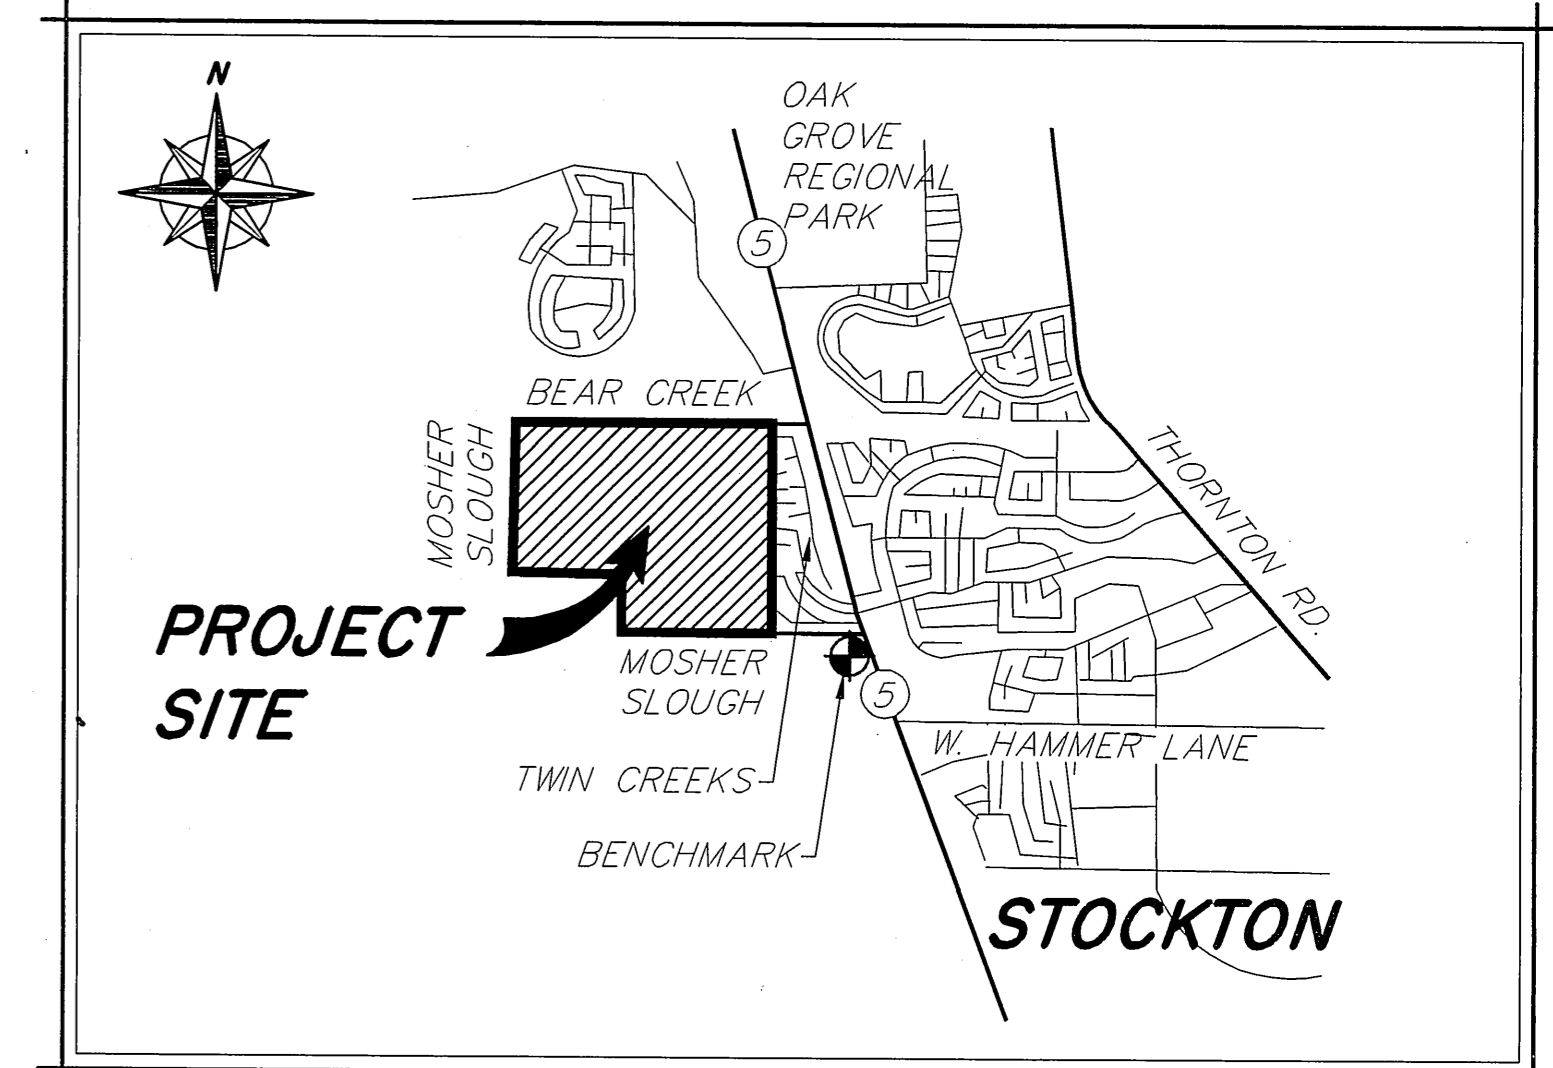 N
OAK
GROVE
REGIONAL
PARK
5
BEAR CREEK
MOSHER
SLOUGH
THORNTON RD.
PROJECT
SITE
MOSHER
SLOUGH
5
W. HAMMER LANE
TWIN CREEKS
BENCHMARK
STOCKTON